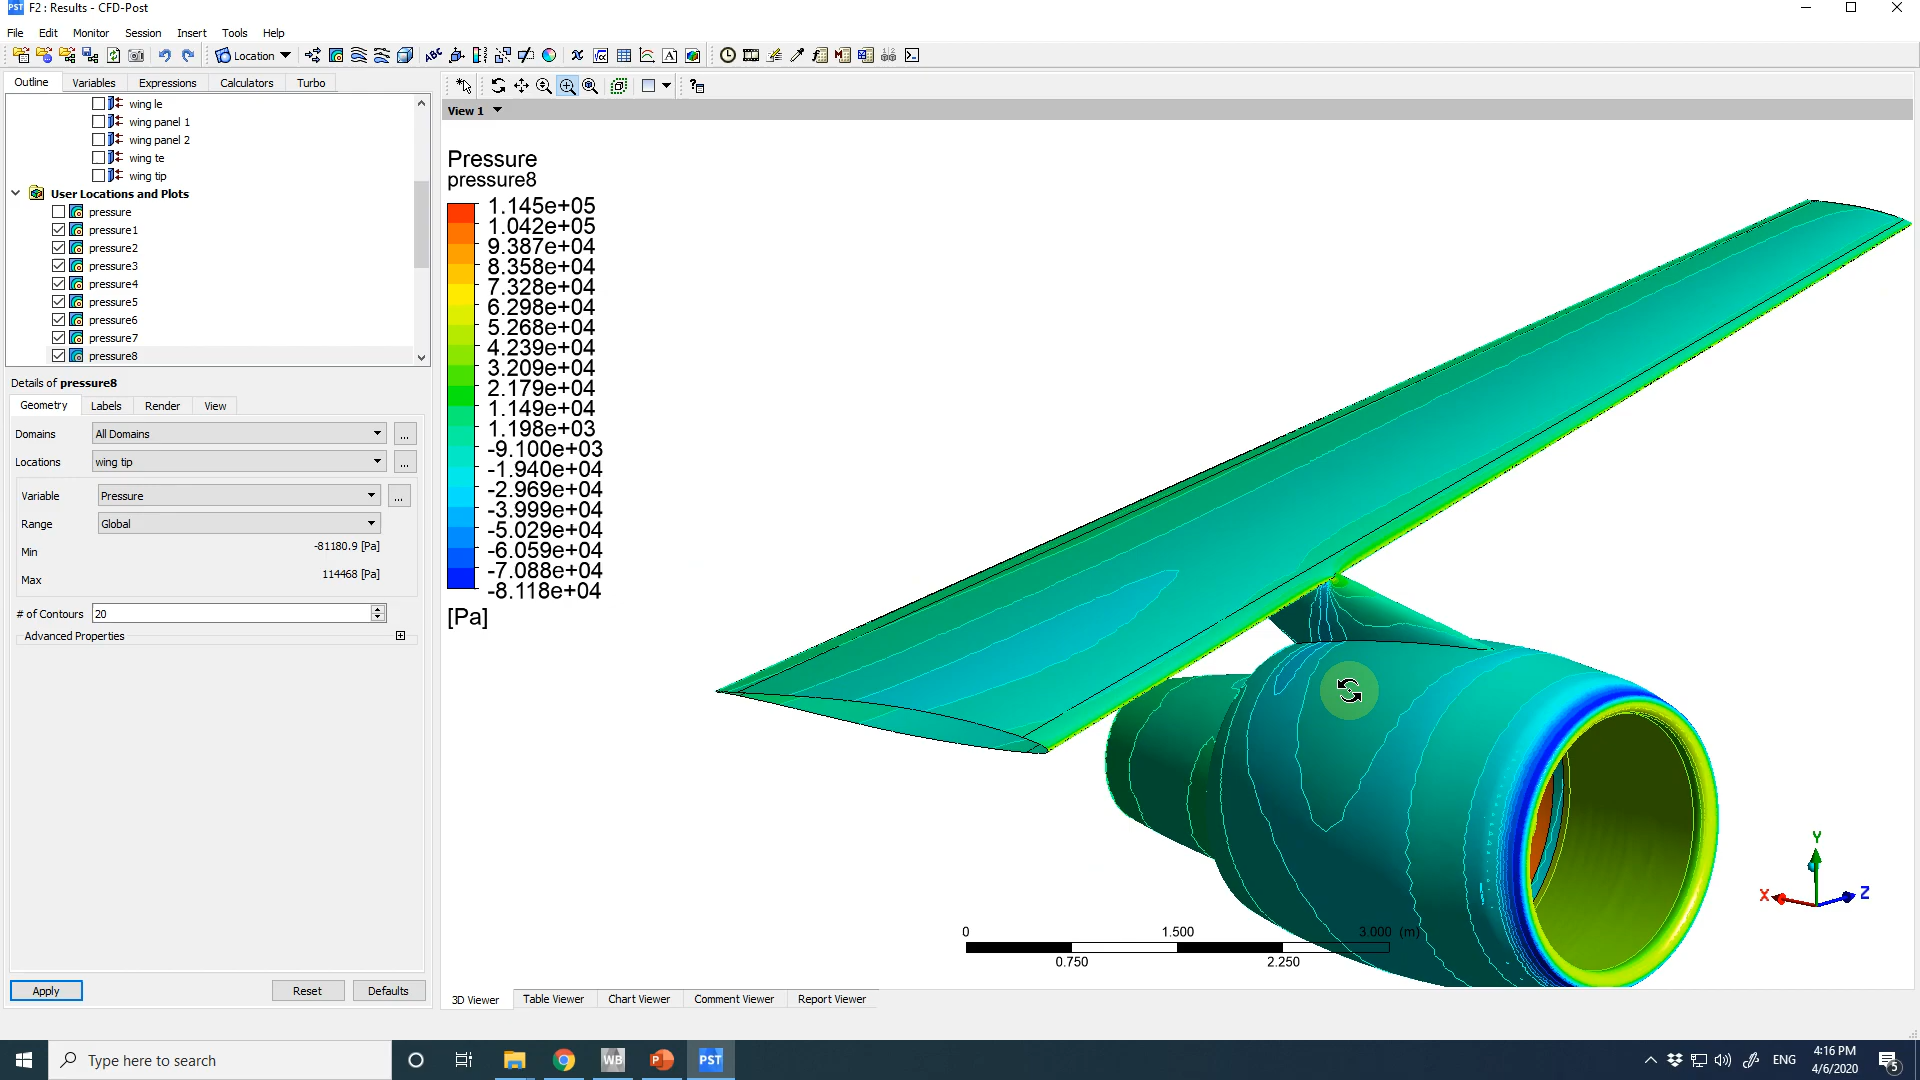 F2 : Results - CFD-Post
File Edit Monitor Session Insert Tools Help
Location
Outline Variables Expressions Calculators Turbo
wing le
wing panel 1
wing panel 2
wing te
wing tip
User Locations and Plots
pressure
pressure1
pressure2
pressure3
pressure4
pressure5
pressure6
pressure7
pressure8
Details of pressure8
Geometry Labels Render View
Domains All Domains ...
Locations wing tip ...
Variable Pressure ...
Range Global
Min -81180.9 [Pa]
Max 114468 [Pa]
# of Contours 20
Advanced Properties
Apply Reset Defaults
View 1
Pressure
pressure8
1.145e+05
1.042e+05
9.387e+04
8.358e+04
7.328e+04
6.298e+04
5.268e+04
4.239e+04
3.209e+04
2.179e+04
1.149e+04
1.198e+03
-9.100e+03
-1.940e+04
-2.969e+04
-3.999e+04
-5.029e+04
-6.059e+04
-7.088e+04
-8.118e+04
[Pa]
Y
X
Z
0 1.500 3.000 (m)
0.750 2.250
3D Viewer Table Viewer Chart Viewer Comment Viewer Report Viewer
Type here to search
WB
PST
ENG
4:16 PM
4/6/2020
5